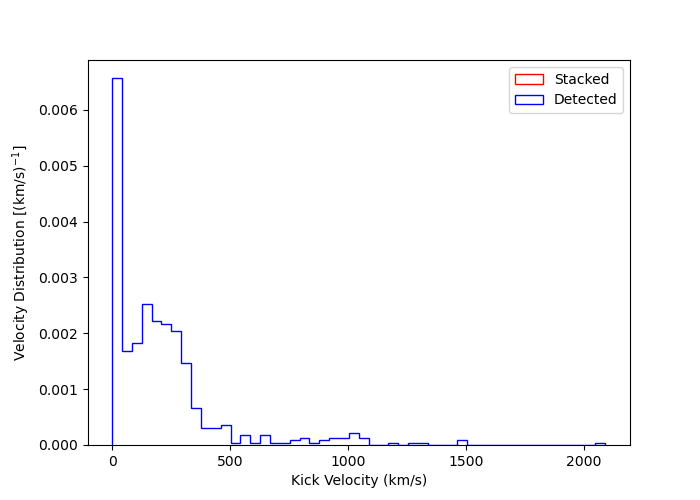 Stacked
Detected
0.006
0.005
0.004
0.003
0.002
0.001
0.000
Velocity Distribution [(km/s)⁻¹]
0 500 1000 1500 2000
Kick Velocity (km/s)